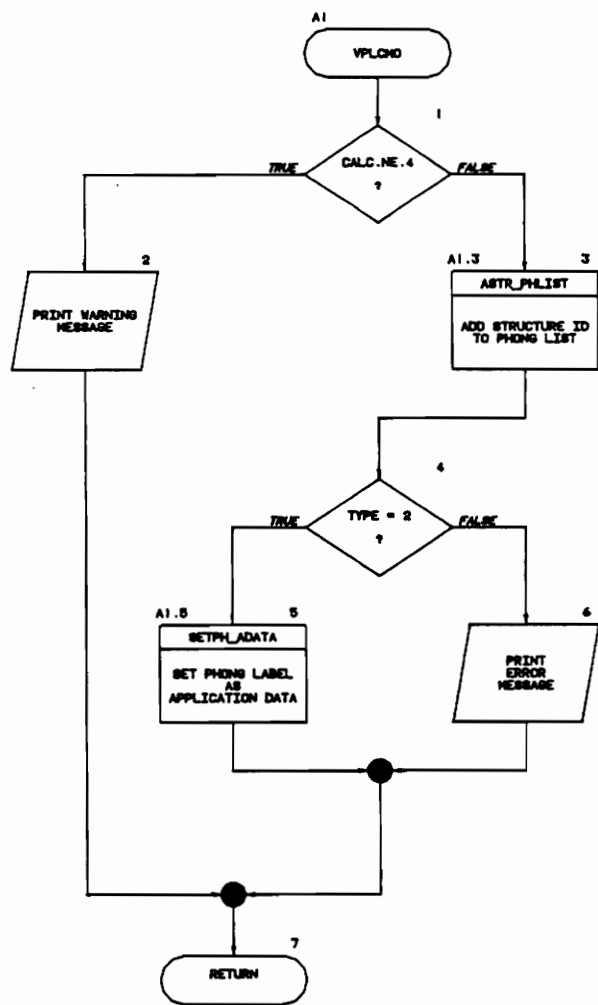 A1
VPLCMO
1
CALC.NE.4
?
TRUE
FALSE
2
PRINT WARNING
MESSAGE
A1.3
3
ASTR_PHLIST
ADD STRUCTURE ID
TO PHONG LIST
4
TYPE = 2
?
TRUE
FALSE
A1.5
5
SETPH_ADATA
SET PHONG LABEL
AS
APPLICATION DATA
6
PRINT
ERROR
MESSAGE
7
RETURN